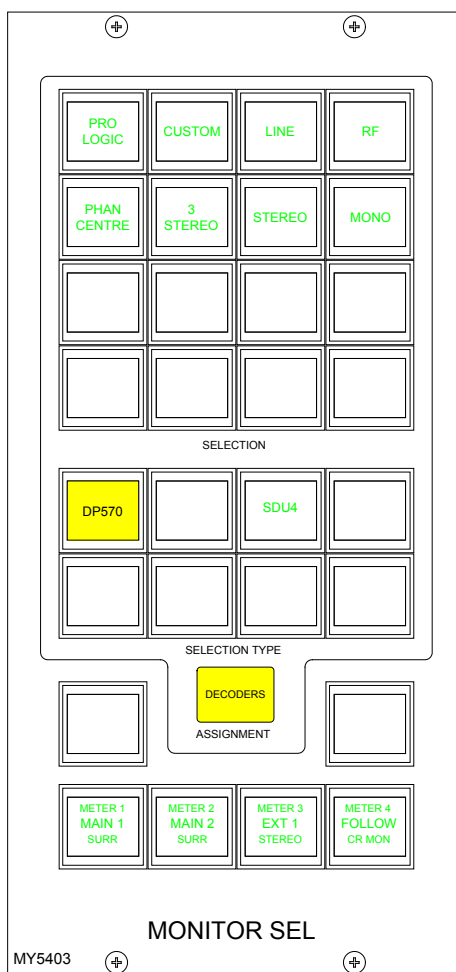 PRO
LOGIC
CUSTOM
LINE
RF
PHAN
CENTRE
3
STEREO
STEREO
MONO
SELECTION
DP570
SDU4
SELECTION TYPE
DECODERS
ASSIGNMENT
METER 1
MAIN 1
SURR
METER 2
MAIN 2
SURR
METER 3
EXT 1
STEREO
METER 4
FOLLOW
CR MON
MONITOR SEL
MY5403